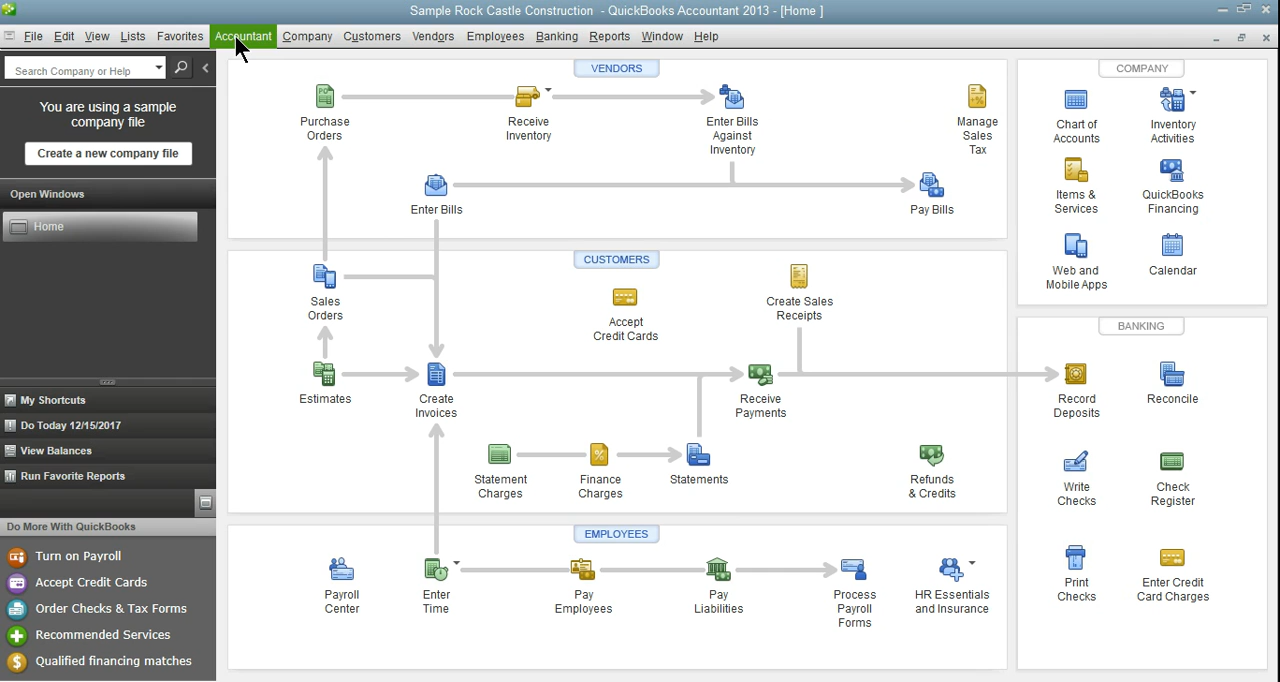 Sample Rock Castle Construction - QuickBooks Accountant 2013 - [Home ]
File Edit View Lists Favorites Accountant Company Customers Vendors Employees Banking Reports Window Help
Search Company or Help
You are using a sample
company file
Create a new company file
Open Windows
Home
My Shortcuts
Do Today 12/15/2017
View Balances
Run Favorite Reports
Do More With QuickBooks
Turn on Payroll
Accept Credit Cards
Order Checks & Tax Forms
Recommended Services
Qualified financing matches
VENDORS
Purchase
Orders
Receive
Inventory
Enter Bills
Against
Inventory
Manage
Sales
Tax
Enter Bills
Pay Bills
CUSTOMERS
Sales
Orders
Accept
Credit Cards
Create Sales
Receipts
Estimates
Create
Invoices
Receive
Payments
Statement
Charges
Finance
Charges
Statements
Refunds
& Credits
EMPLOYEES
Payroll
Center
Enter
Time
Pay
Employees
Pay
Liabilities
Process
Payroll
Forms
HR Essentials
and Insurance
COMPANY
Chart of
Accounts
Inventory
Activities
Items &
Services
QuickBooks
Financing
Web and
Mobile Apps
Calendar
BANKING
Record
Deposits
Reconcile
Write
Checks
Check
Register
Print
Checks
Enter Credit
Card Charges